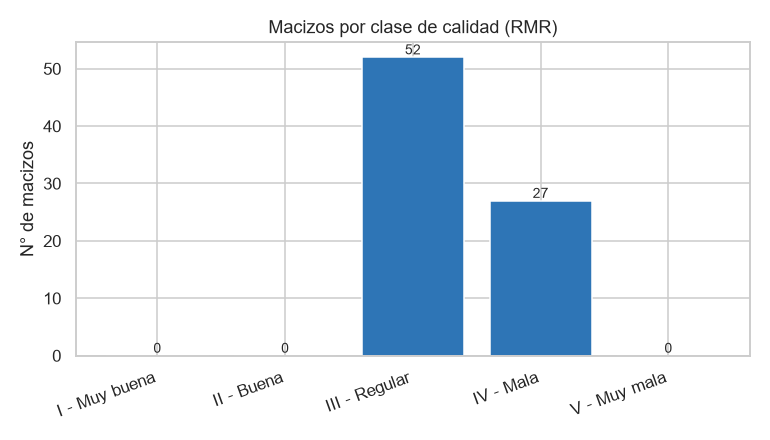 Macizos por clase de calidad (RMR)
N° de macizos
50
40
30
20
10
0
0
0
52
27
0
I - Muy buena
II - Buena
III - Regular
IV - Mala
V - Muy mala